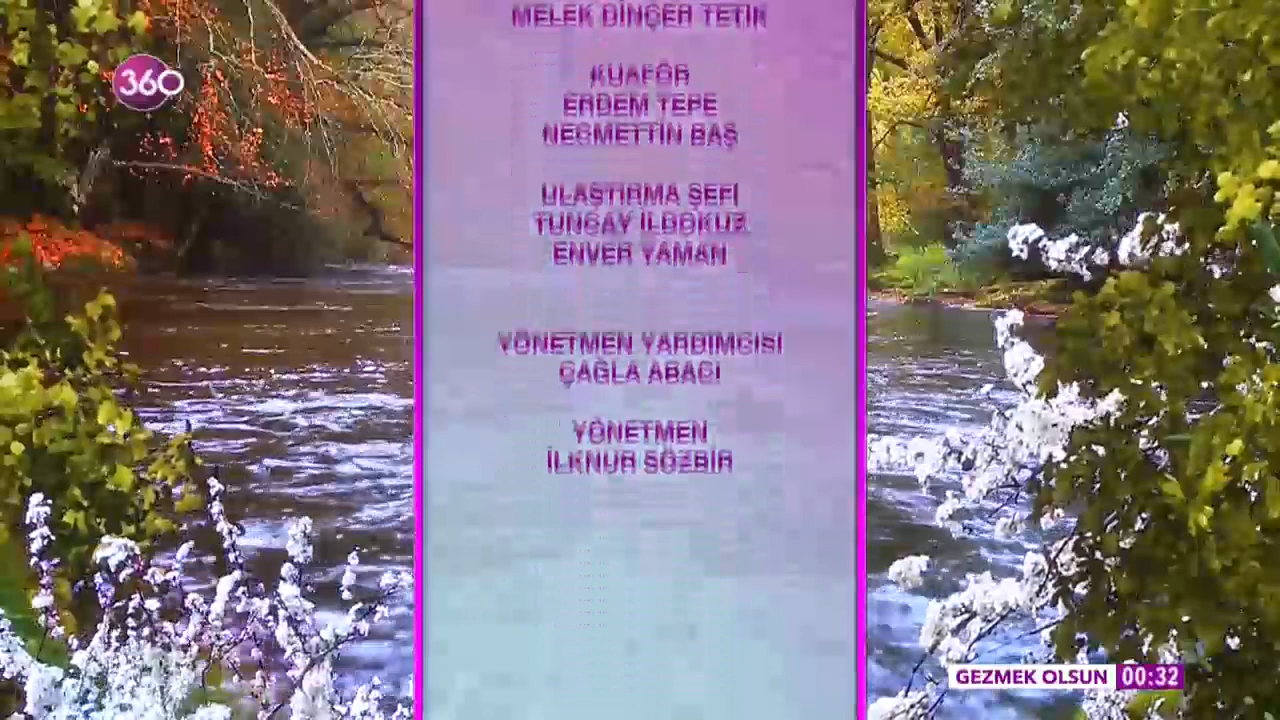 MELEK DİNÇER TETİK
360
KUAFÖR
ERDEM TEPE
NECMETTİN BAŞ
ULAŞTIRMA ŞEFİ
TUNCAY ILDOKUZ
ENVER YAMAN
YÖNETMEN YARDIMCISI
ÇAĞLA ABACI
YÖNETMEN
İLKNUR SÖZBİR
GEZMEK OLSUN 00:32